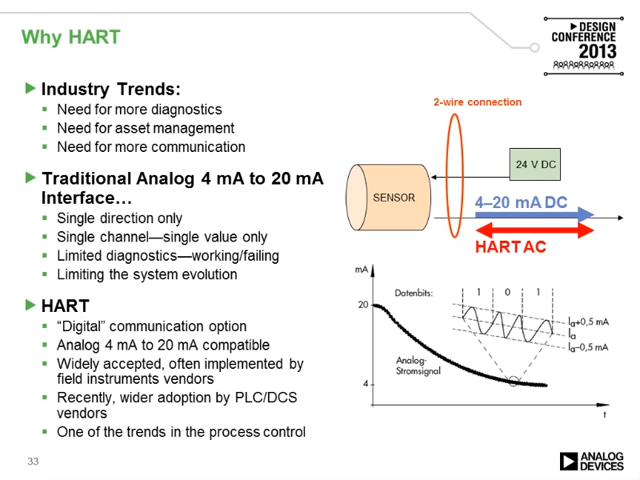 Why HART
DESIGN
CONFERENCE
2013
Industry Trends:
Need for more diagnostics
Need for asset management
Need for more communication
Traditional Analog 4 mA to 20 mA
Interface…
Single direction only
Single channel—single value only
Limited diagnostics—working/failing
Limiting the system evolution
HART
“Digital” communication option
Analog 4 mA to 20 mA compatible
Widely accepted, often implemented by
field instruments vendors
Recently, wider adoption by PLC/DCS
vendors
One of the trends in the process control
2-wire connection
24 V DC
SENSOR
4–20 mA DC
HART AC
mA
Datenbits: 1 0 1
20
Ia+0,5 mA
Ia
Ia–0,5 mA
Analog-
Stromsignal
4
t
33
ANALOG
DEVICES